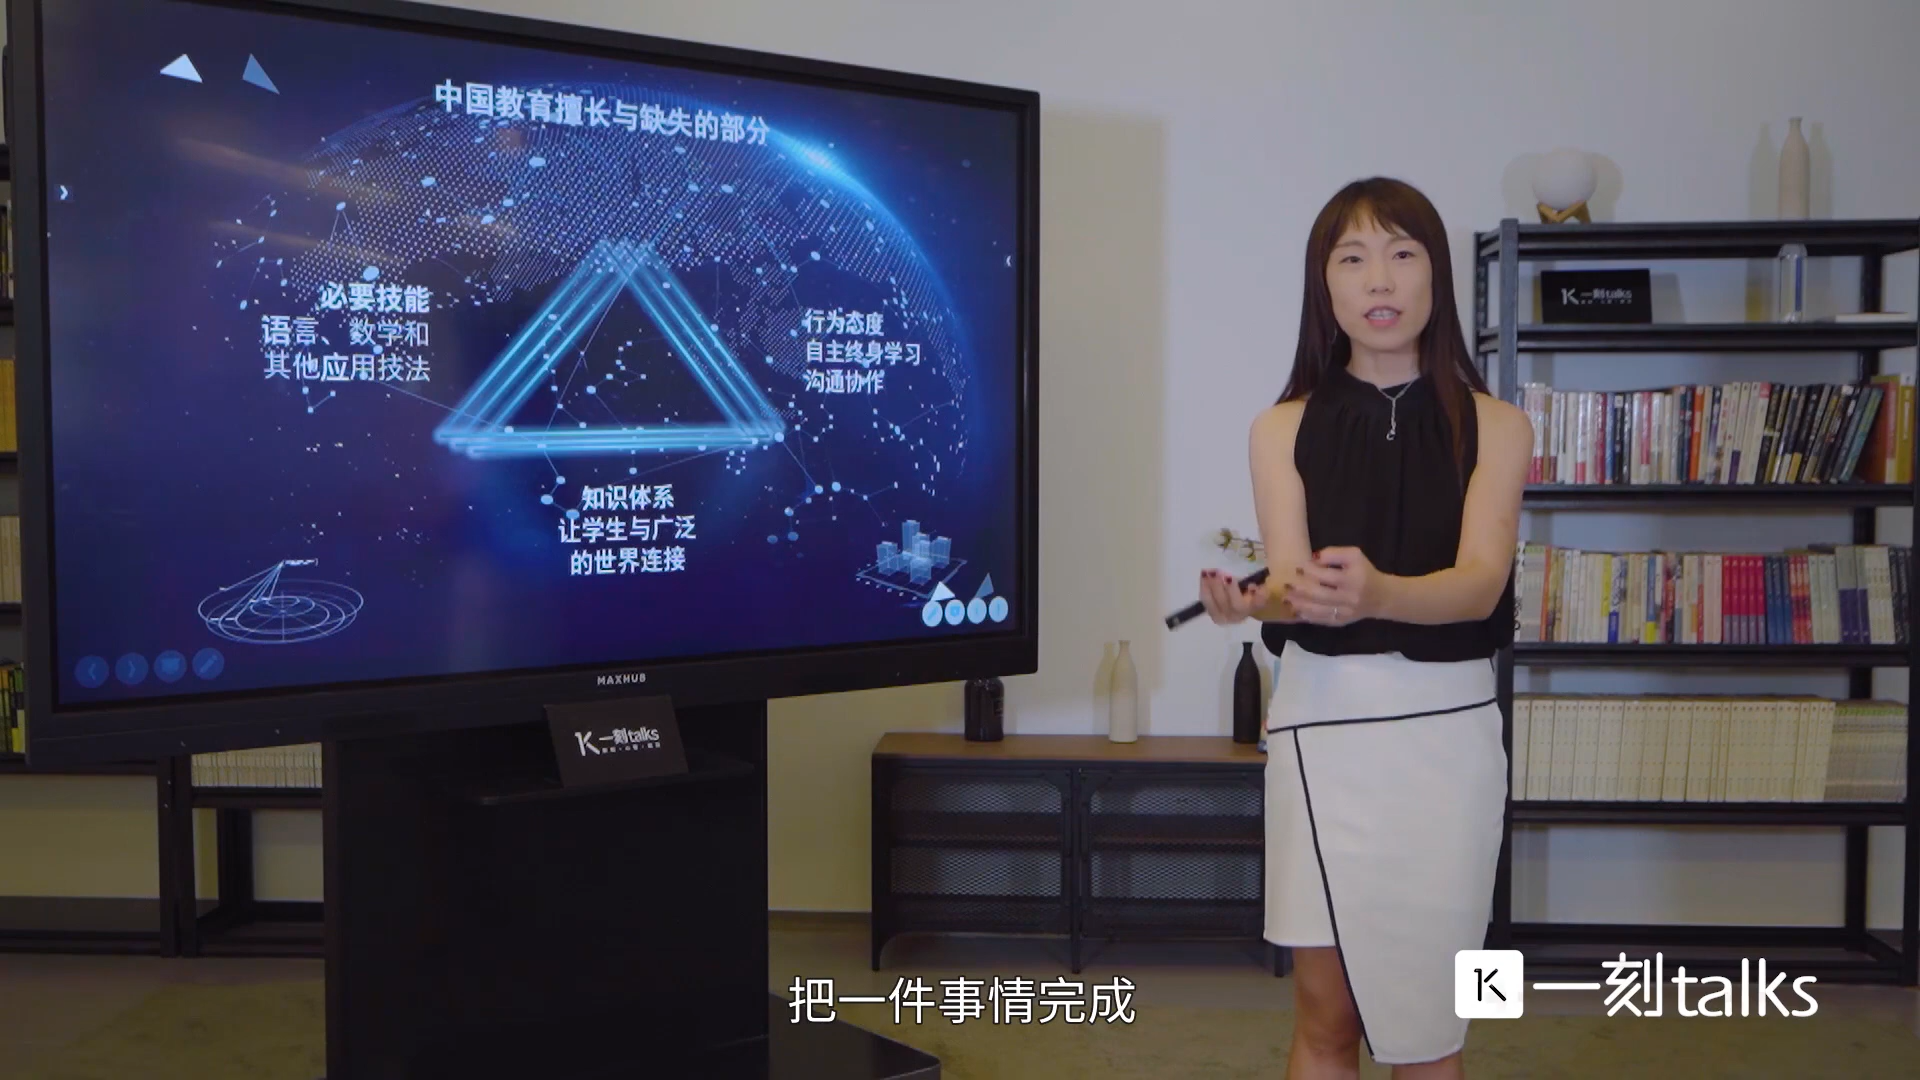 中国教育擅长与缺失的部分
必要技能
语言、数学和
其他应用技法
行为态度
自主终身学习
沟通协作
知识体系
让学生与广泛
的世界连接
MAXHUB
一刻talks
一刻talks
把一件事情完成
一刻talks